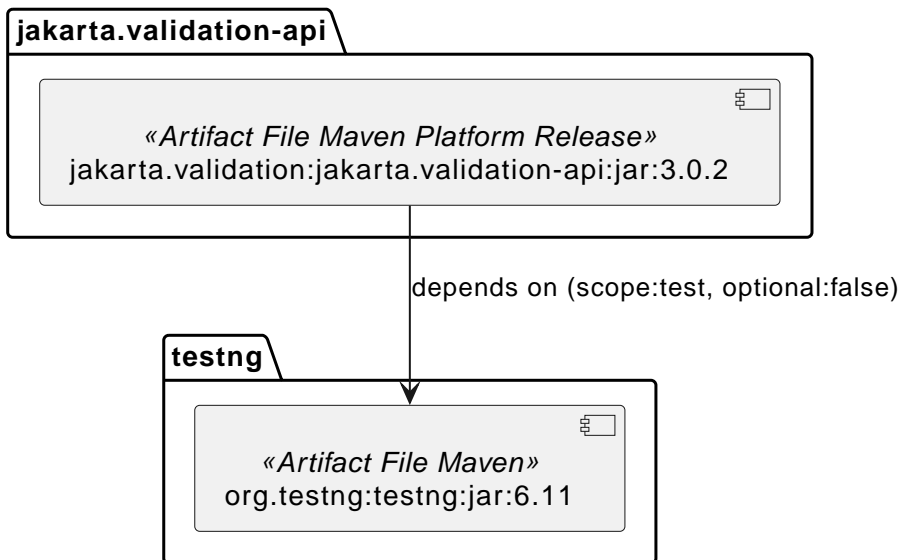 jakarta.validation-api
«Artifact File Maven Platform Release»
jakarta.validation:jakarta.validation-api:jar:3.0.2
depends on (scope:test, optional:false)
testng
«Artifact File Maven»
org.testng:testng:jar:6.11